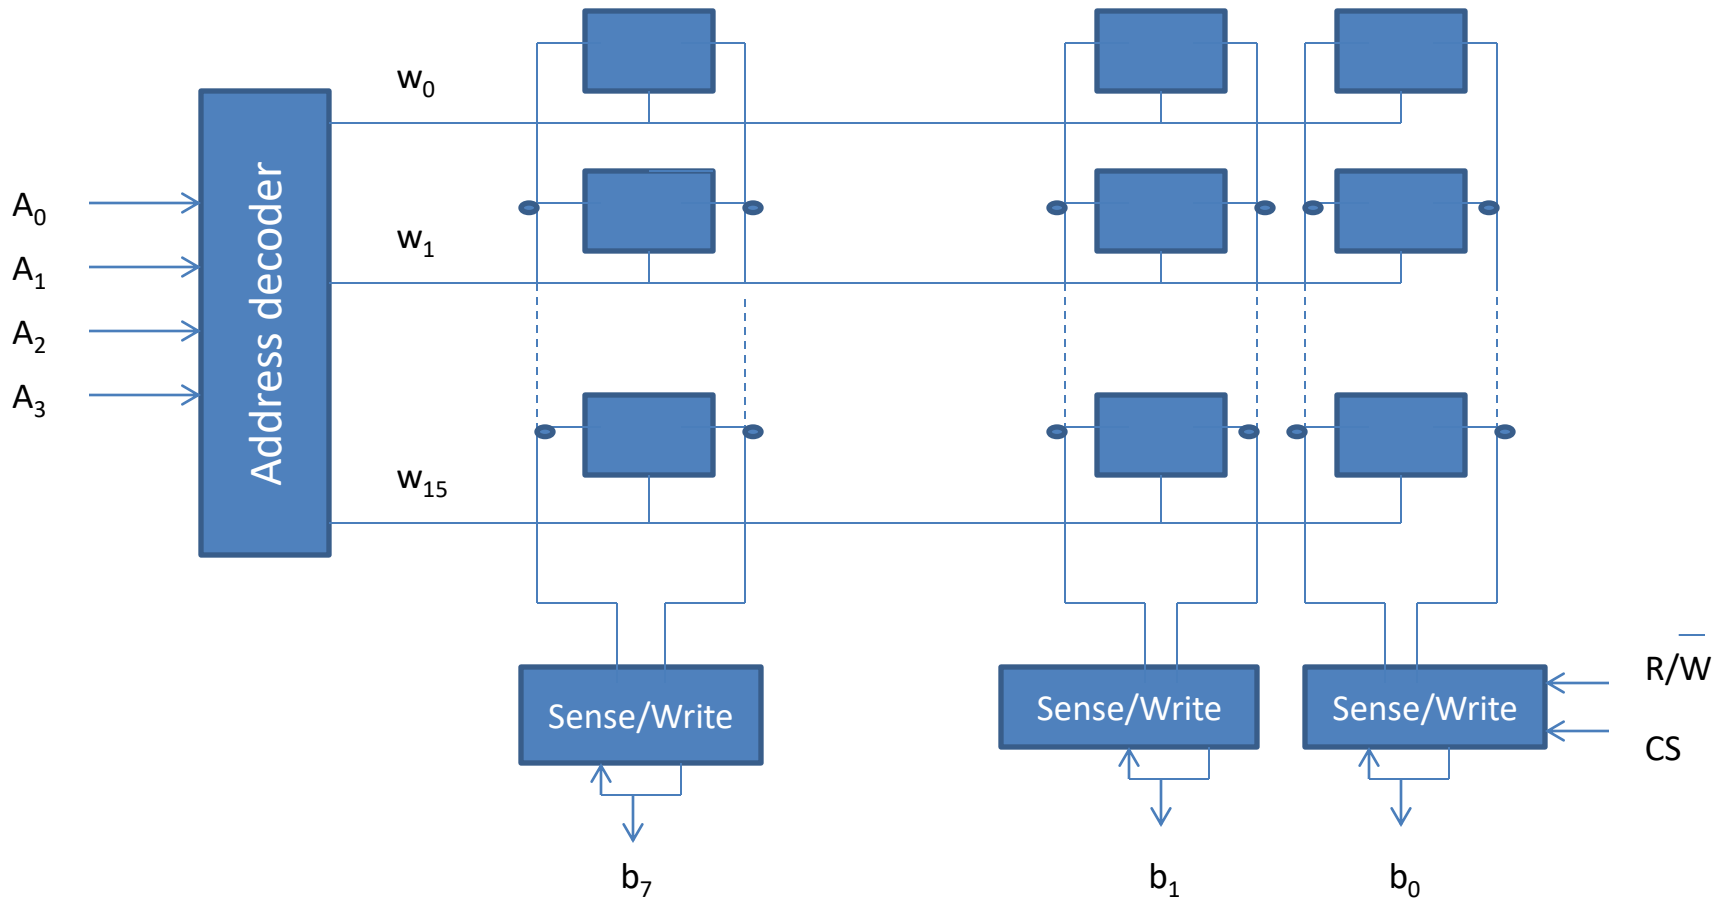 w₀
A₀
A₁
A₂
A₃
Address decoder
w₁
w₁₅
Sense/Write
Sense/Write
Sense/Write
R/W̅
CS
b₇
b₁
b₀